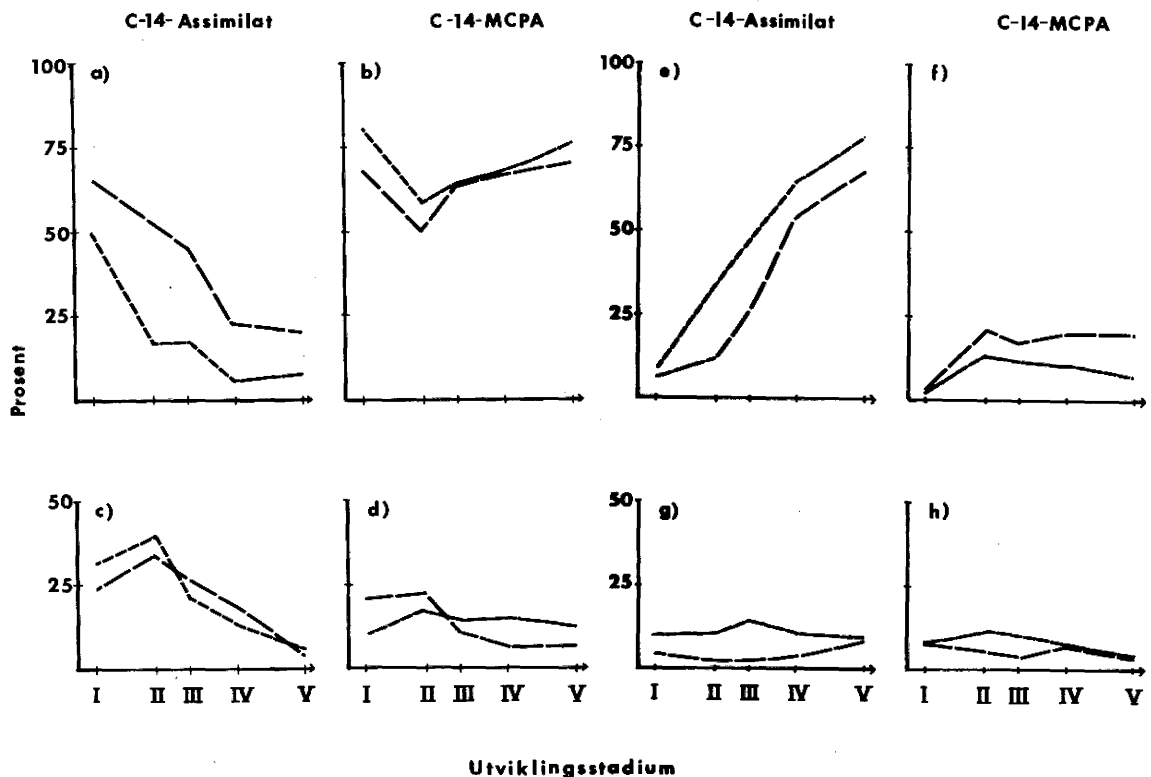 C-14-Assimilat C-14-MCPA C-14-Assimilat C-14-MCPA
100 a) b) 100 e) f)
75 75
50 50
25 25
Prosent
50 c) d) 50 g) h)
25 25
I II III IV V I II III IV V I II III IV V I II III IV V
Utviklingsstadium